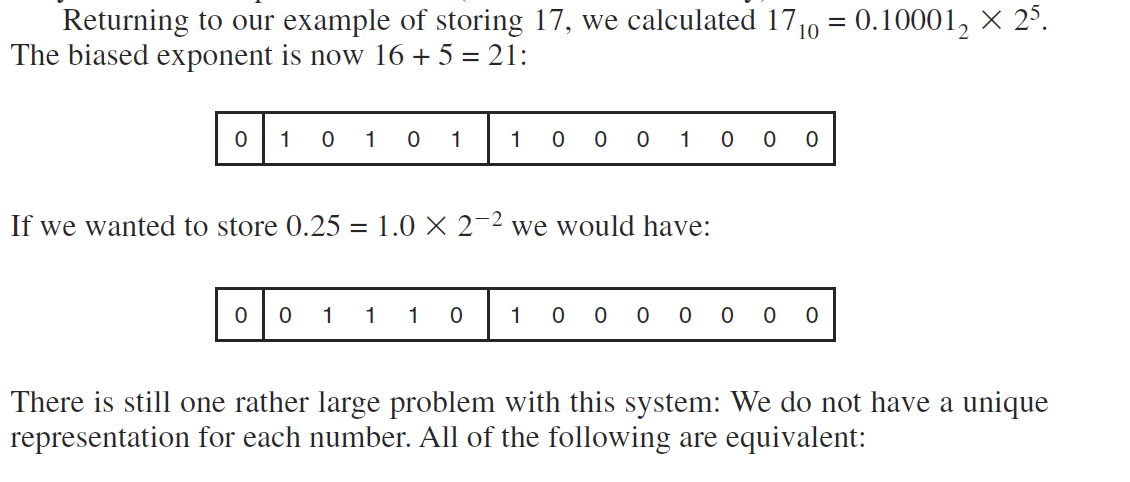 Returning to our example of storing 17, we calculated 17₁₀ = 0.10001₂ × 2⁵.
The biased exponent is now 16 + 5 = 21:
0 1 0 1 0 1 1 0 0 0 1 0 0 0
If we wanted to store 0.25 = 1.0 × 2⁻² we would have:
0 0 1 1 1 0 1 0 0 0 0 0 0 0
There is still one rather large problem with this system: We do not have a unique
representation for each number. All of the following are equivalent: